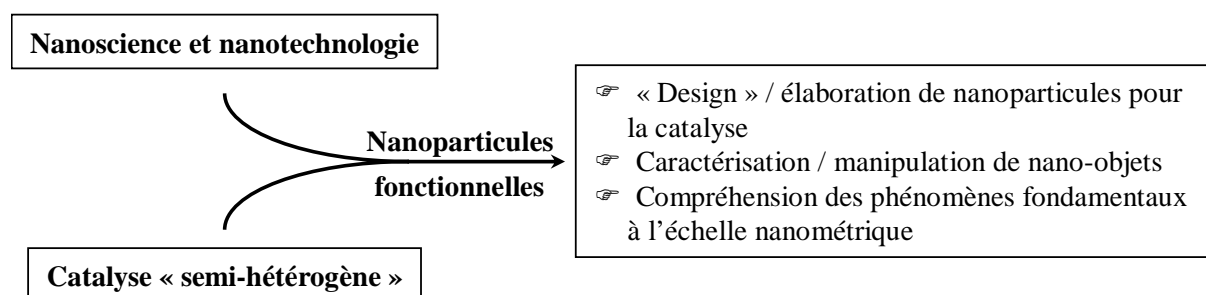 Nanoscience et nanotechnologie
Nanoparticules
fonctionnelles
☞ « Design » / élaboration de nanoparticules pour
la catalyse
☞ Caractérisation / manipulation de nano-objets
☞ Compréhension des phénomènes fondamentaux
à l’échelle nanométrique
Catalyse « semi-hétérogène »